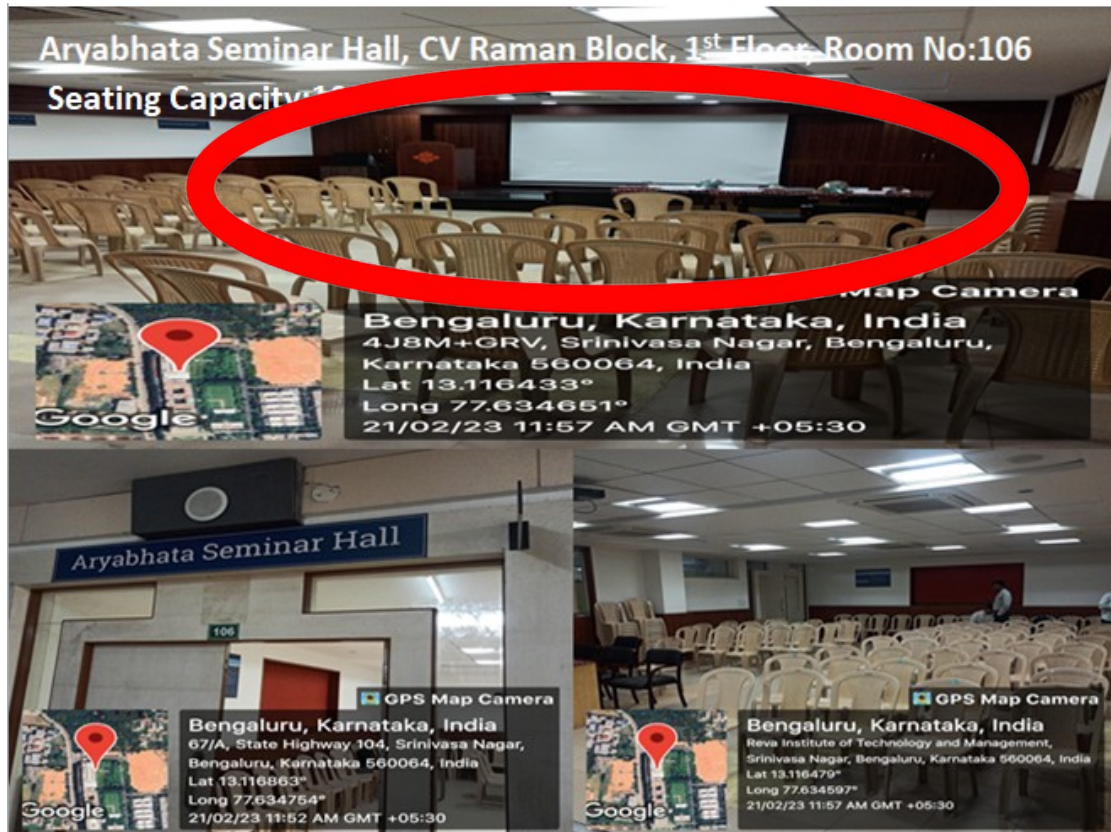 Aryabhata Seminar Hall, CV Raman Block, 1st Floor, Room No:106
Seating Capacity:
Map Camera
Bengaluru, Karnataka, India
4J8M+GRV, Srinivasa Nagar, Bengaluru,
Karnataka 560064, India
Lat 13.116433°
Long 77.634651°
21/02/23 11:57 AM GMT +05:30
Google
Aryabhata Seminar Hall
106
GPS Map Camera
Bengaluru, Karnataka, India
67/A, State Highway 104, Srinivasa Nagar,
Bengaluru, Karnataka 560064, India
Lat 13.116863°
Long 77.634754°
21/02/23 11:52 AM GMT +05:30
Google
GPS Map Camera
Bengaluru, Karnataka, India
Reva Institute of Technology and Management,
Srinivasa Nagar, Bengaluru, Karnataka 560064, India
Lat 13.116479°
Long 77.634597°
21/02/23 11:57 AM GMT +05:30
Google